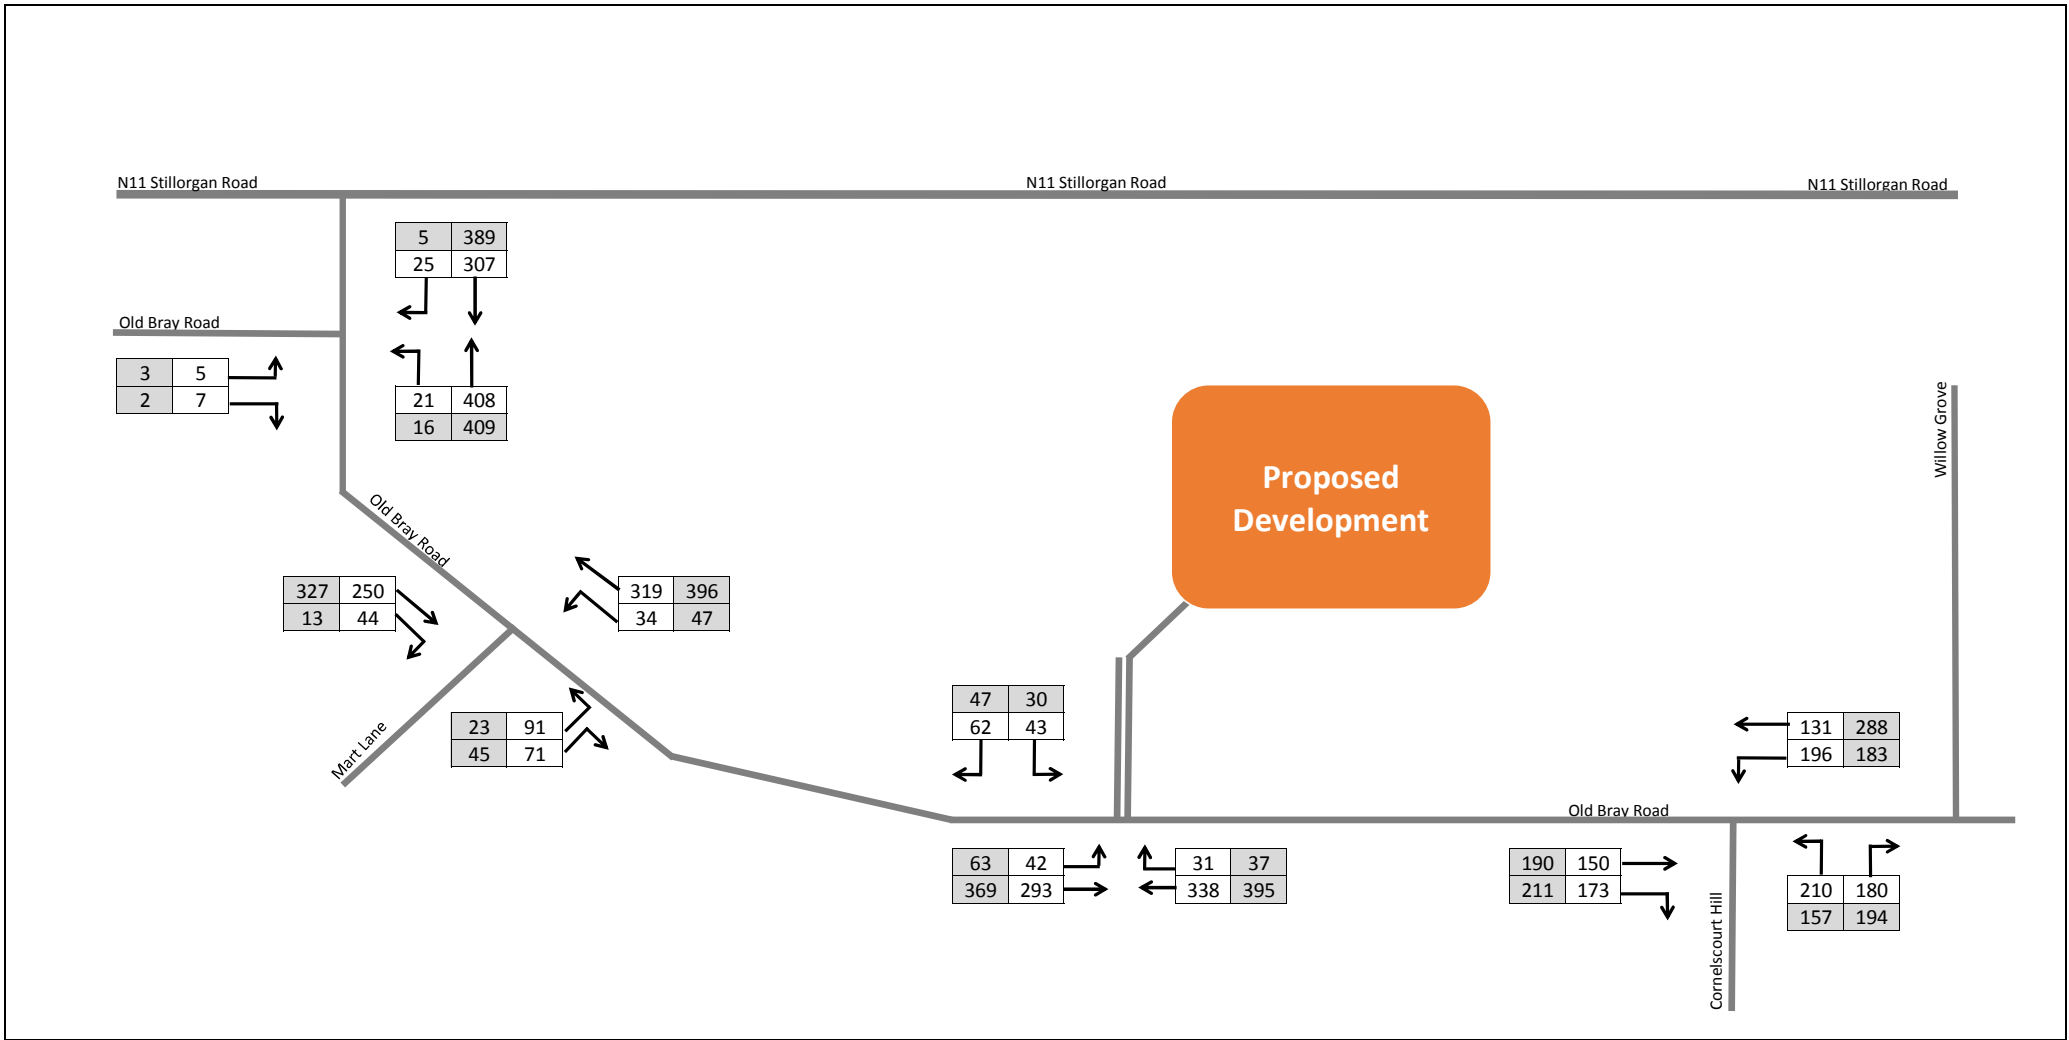 N11 Stillorgan Road
N11 Stillorgan Road
N11 Stillorgan Road
5 389
25 307
Old Bray Road
3 5
2 7
21 408
16 409
Proposed
Development
Willow Grove
Old Bray Road
327 250
13 44
319 396
34 47
23 91
45 71
Mart Lane
47 30
62 43
131 288
196 183
Old Bray Road
63 42
369 293
31 37
338 395
190 150
211 173
210 180
157 194
Cornelscourt Hill